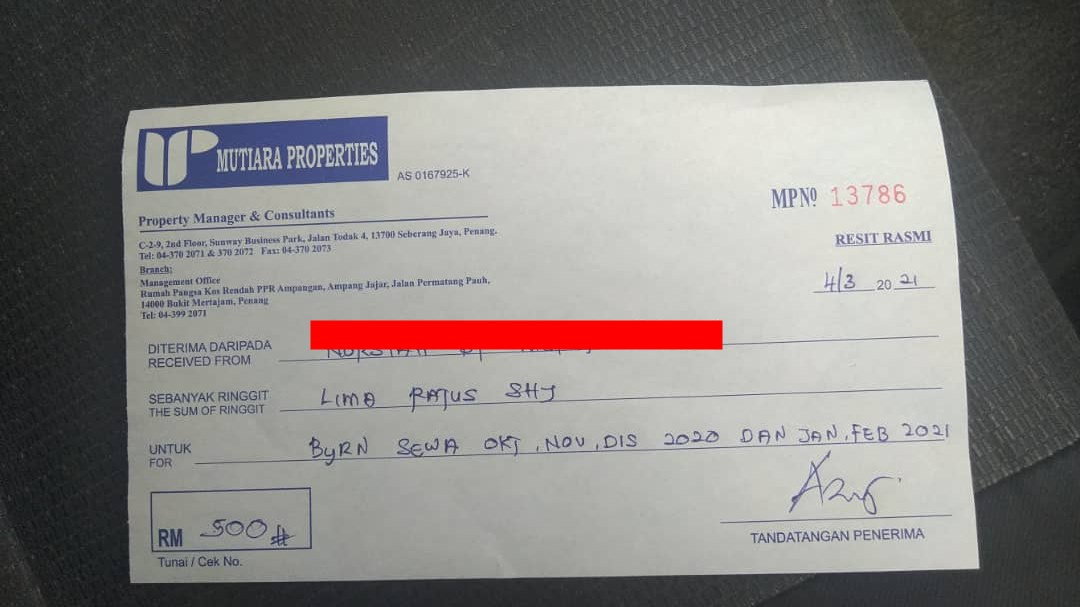 MUTIARA PROPERTIES
AS 0167925-K
MPNo 13786
Property Manager & Consultants
C-2-9, 2nd Floor, Sunway Business Park, Jalan Todak 4, 13700 Seberang Jaya, Penang.
Tel: 04-370 2071 & 370 2072 Fax: 04-370 2073
RESIT RASMI
Branch:
Management Office
Rumah Pangsa Kos Rendah PPR Ampangan, Ampang Jajar, Jalan Permatang Pauh,
14000 Bukit Mertajam, Penang
Tel: 04-399 2071
4/3 20 21
DITERIMA DARIPADA
RECEIVED FROM
SEBANYAK RINGGIT
THE SUM OF RINGGIT
LIMA RATUS SHJ
UNTUK
FOR
BYRN SEWA OKT, NOV, DIS 2020 DAN JAN, FEB 2021
RM 500
Tunai / Cek No.
TANDATANGAN PENERIMA